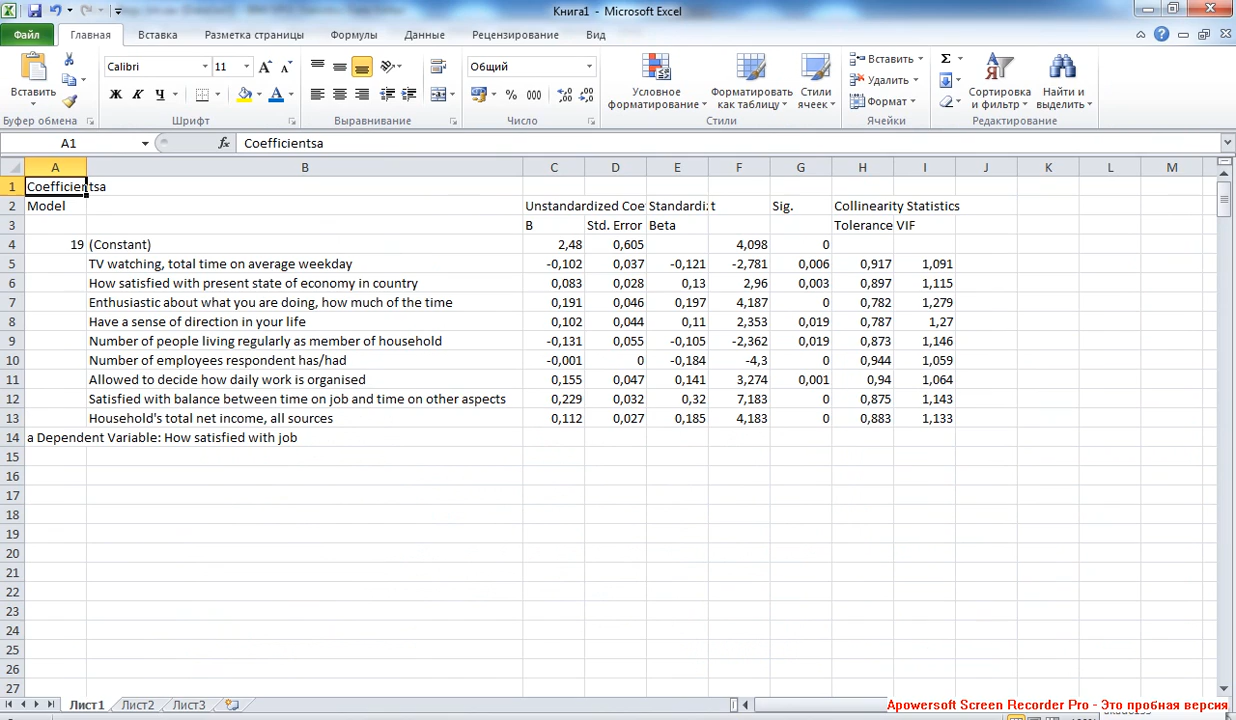 Книга1 - Microsoft Excel
Файл Главная Вставка Разметка страницы Формулы Данные Рецензирование Вид
Вставить
Буфер обмена
Calibri 11
Ж К Ч А
Шрифт
Выравнивание
Общий
% 000
Число
Условное форматирование
Форматировать как таблицу
Стили ячеек
Стили
Вставить
Удалить
Формат
Ячейки
Σ
Сортировка и фильтр
Найти и выделить
Редактирование
A1 fx Coefficientsa
A B C D E F G H I J K L M
1 Coefficientsa
2 Model Unstandardized Coe Standardiz t Sig. Collinearity Statistics
3 B Std. Error Beta Tolerance VIF
4 19 (Constant) 2,48 0,605 4,098 0
5 TV watching, total time on average weekday -0,102 0,037 -0,121 -2,781 0,006 0,917 1,091
6 How satisfied with present state of economy in country 0,083 0,028 0,13 2,96 0,003 0,897 1,115
7 Enthusiastic about what you are doing, how much of the time 0,191 0,046 0,197 4,187 0 0,782 1,279
8 Have a sense of direction in your life 0,102 0,044 0,11 2,353 0,019 0,787 1,27
9 Number of people living regularly as member of household -0,131 0,055 -0,105 -2,362 0,019 0,873 1,146
10 Number of employees respondent has/had -0,001 0 -0,184 -4,3 0 0,944 1,059
11 Allowed to decide how daily work is organised 0,155 0,047 0,141 3,274 0,001 0,94 1,064
12 Satisfied with balance between time on job and time on other aspects 0,229 0,032 0,32 7,183 0 0,875 1,143
13 Household's total net income, all sources 0,112 0,027 0,185 4,183 0 0,883 1,133
14 a Dependent Variable: How satisfied with job
15
16
17
18
19
20
21
22
23
24
25
26
27
Лист1 Лист2 Лист3
Apowersoft Screen Recorder Pro - Это пробная версия